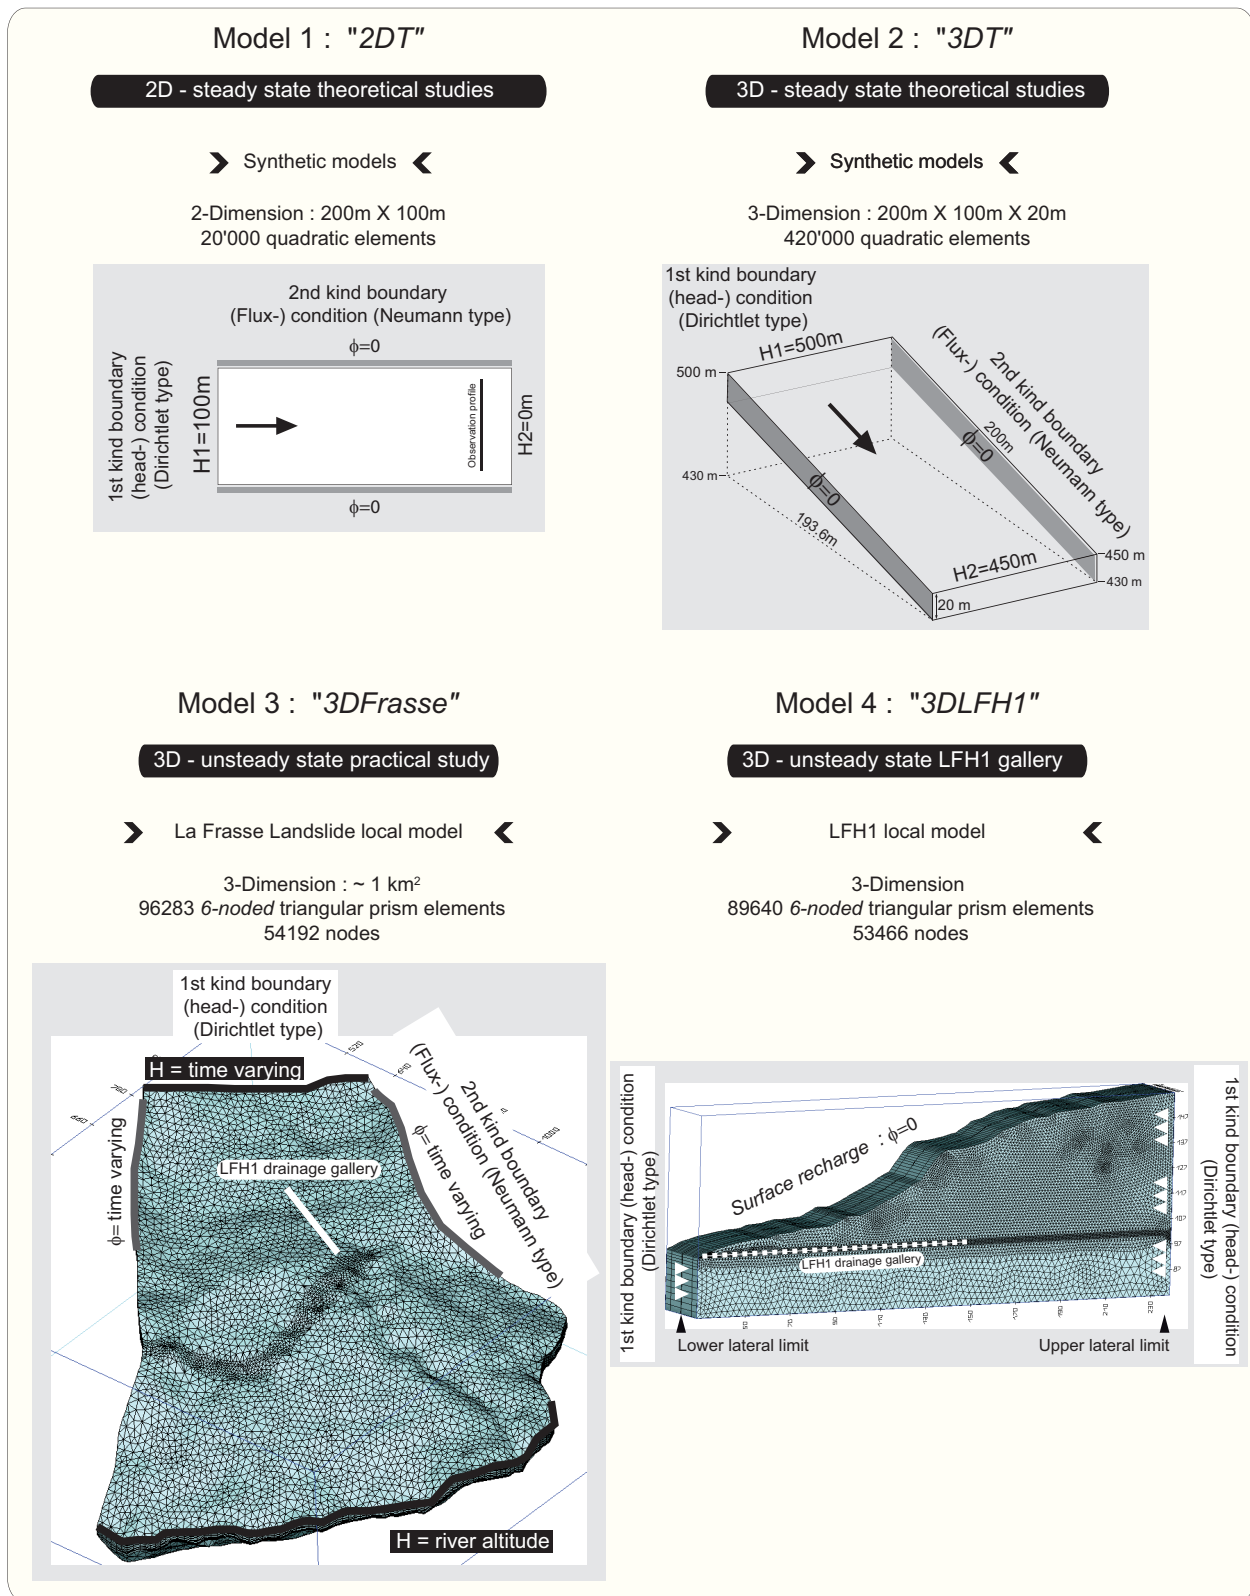 Model 1 : "2DT"
2D - steady state theoretical studies
Synthetic models
2-Dimension : 200m X 100m
20'000 quadratic elements
2nd kind boundary
(Flux-) condition (Neumann type)
ϕ=0
1st kind boundary
(head-) condition
(Dirichtlet type)
H1=100m
Observation profile
H2=0m
ϕ=0
Model 2 : "3DT"
3D - steady state theoretical studies
Synthetic models
3-Dimension : 200m X 100m X 20m
420'000 quadratic elements
1st kind boundary
(head-) condition
(Dirichtlet type)
H1=500m
2nd kind boundary
(Flux-) condition (Neumann type)
500 m
200m
ϕ=0
430 m
ϕ=0
193.6m
H2=450m
450 m
430 m
20 m
Model 3 : "3DFrasse"
3D - unsteady state practical study
La Frasse Landslide local model
3-Dimension : ~ 1 km²
96283 6-noded triangular prism elements
54192 nodes
1st kind boundary
(head-) condition
(Dirichtlet type)
H = time varying
520
640
760
1000
ϕ= time varying
LFH1 drainage gallery
ϕ= time varying
2nd kind boundary
(Flux-) condition (Neumann type)
H = river altitude
Model 4 : "3DLFH1"
3D - unsteady state LFH1 gallery
LFH1 local model
3-Dimension
89640 6-noded triangular prism elements
53466 nodes
1st kind boundary (head-) condition
(Dirichtlet type)
Surface recharge : ϕ=0
LFH1 drainage gallery
1st kind boundary (head-) condition
(Dirichtlet type)
Lower lateral limit
Upper lateral limit